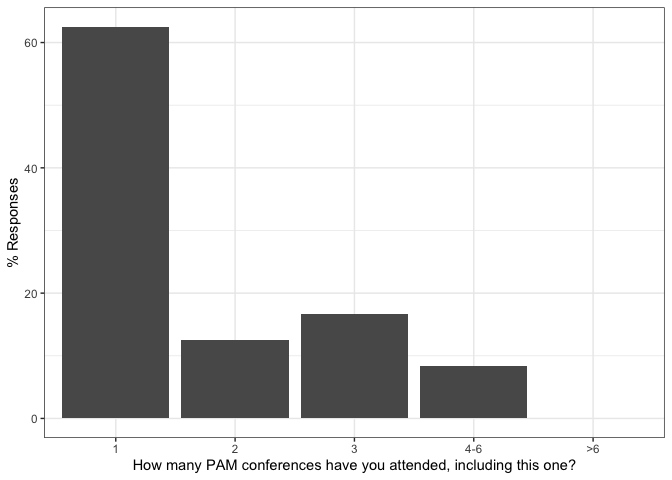 60
40
20
0
% Responses
1 2 3 4-6 >6
How many PAM conferences have you attended, including this one?